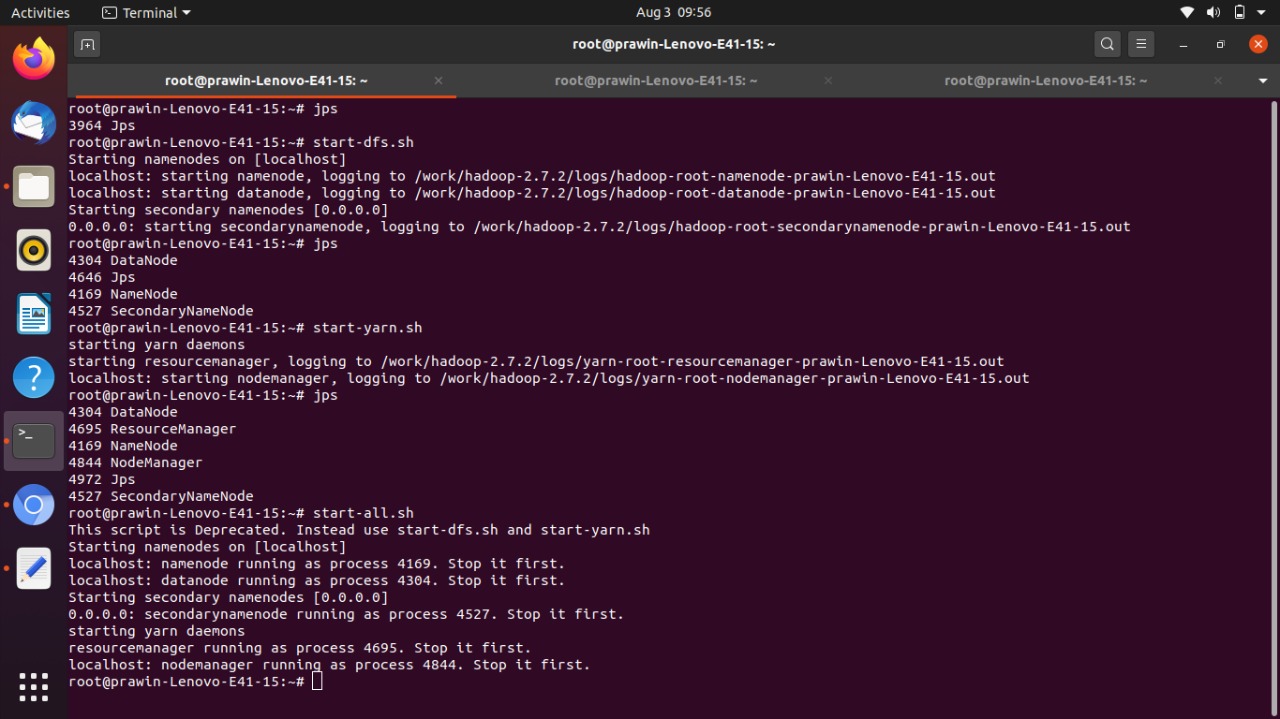 Activities
Terminal
Aug 3 09:56
root@prawin-Lenovo-E41-15: ~
root@prawin-Lenovo-E41-15: ~
root@prawin-Lenovo-E41-15: ~
root@prawin-Lenovo-E41-15: ~
root@prawin-Lenovo-E41-15:~# jps
3964 Jps
root@prawin-Lenovo-E41-15:~# start-dfs.sh
Starting namenodes on [localhost]
localhost: starting namenode, logging to /work/hadoop-2.7.2/logs/hadoop-root-namenode-prawin-Lenovo-E41-15.out
localhost: starting datanode, logging to /work/hadoop-2.7.2/logs/hadoop-root-datanode-prawin-Lenovo-E41-15.out
Starting secondary namenodes [0.0.0.0]
0.0.0.0: starting secondarynamenode, logging to /work/hadoop-2.7.2/logs/hadoop-root-secondarynamenode-prawin-Lenovo-E41-15.out
root@prawin-Lenovo-E41-15:~# jps
4304 DataNode
4646 Jps
4169 NameNode
4527 SecondaryNameNode
root@prawin-Lenovo-E41-15:~# start-yarn.sh
starting yarn daemons
starting resourcemanager, logging to /work/hadoop-2.7.2/logs/yarn-root-resourcemanager-prawin-Lenovo-E41-15.out
localhost: starting nodemanager, logging to /work/hadoop-2.7.2/logs/yarn-root-nodemanager-prawin-Lenovo-E41-15.out
root@prawin-Lenovo-E41-15:~# jps
4304 DataNode
4695 ResourceManager
4169 NameNode
4844 NodeManager
4972 Jps
4527 SecondaryNameNode
root@prawin-Lenovo-E41-15:~# start-all.sh
This script is Deprecated. Instead use start-dfs.sh and start-yarn.sh
Starting namenodes on [localhost]
localhost: namenode running as process 4169. Stop it first.
localhost: datanode running as process 4304. Stop it first.
Starting secondary namenodes [0.0.0.0]
0.0.0.0: secondarynamenode running as process 4527. Stop it first.
starting yarn daemons
resourcemanager running as process 4695. Stop it first.
localhost: nodemanager running as process 4844. Stop it first.
root@prawin-Lenovo-E41-15:~#